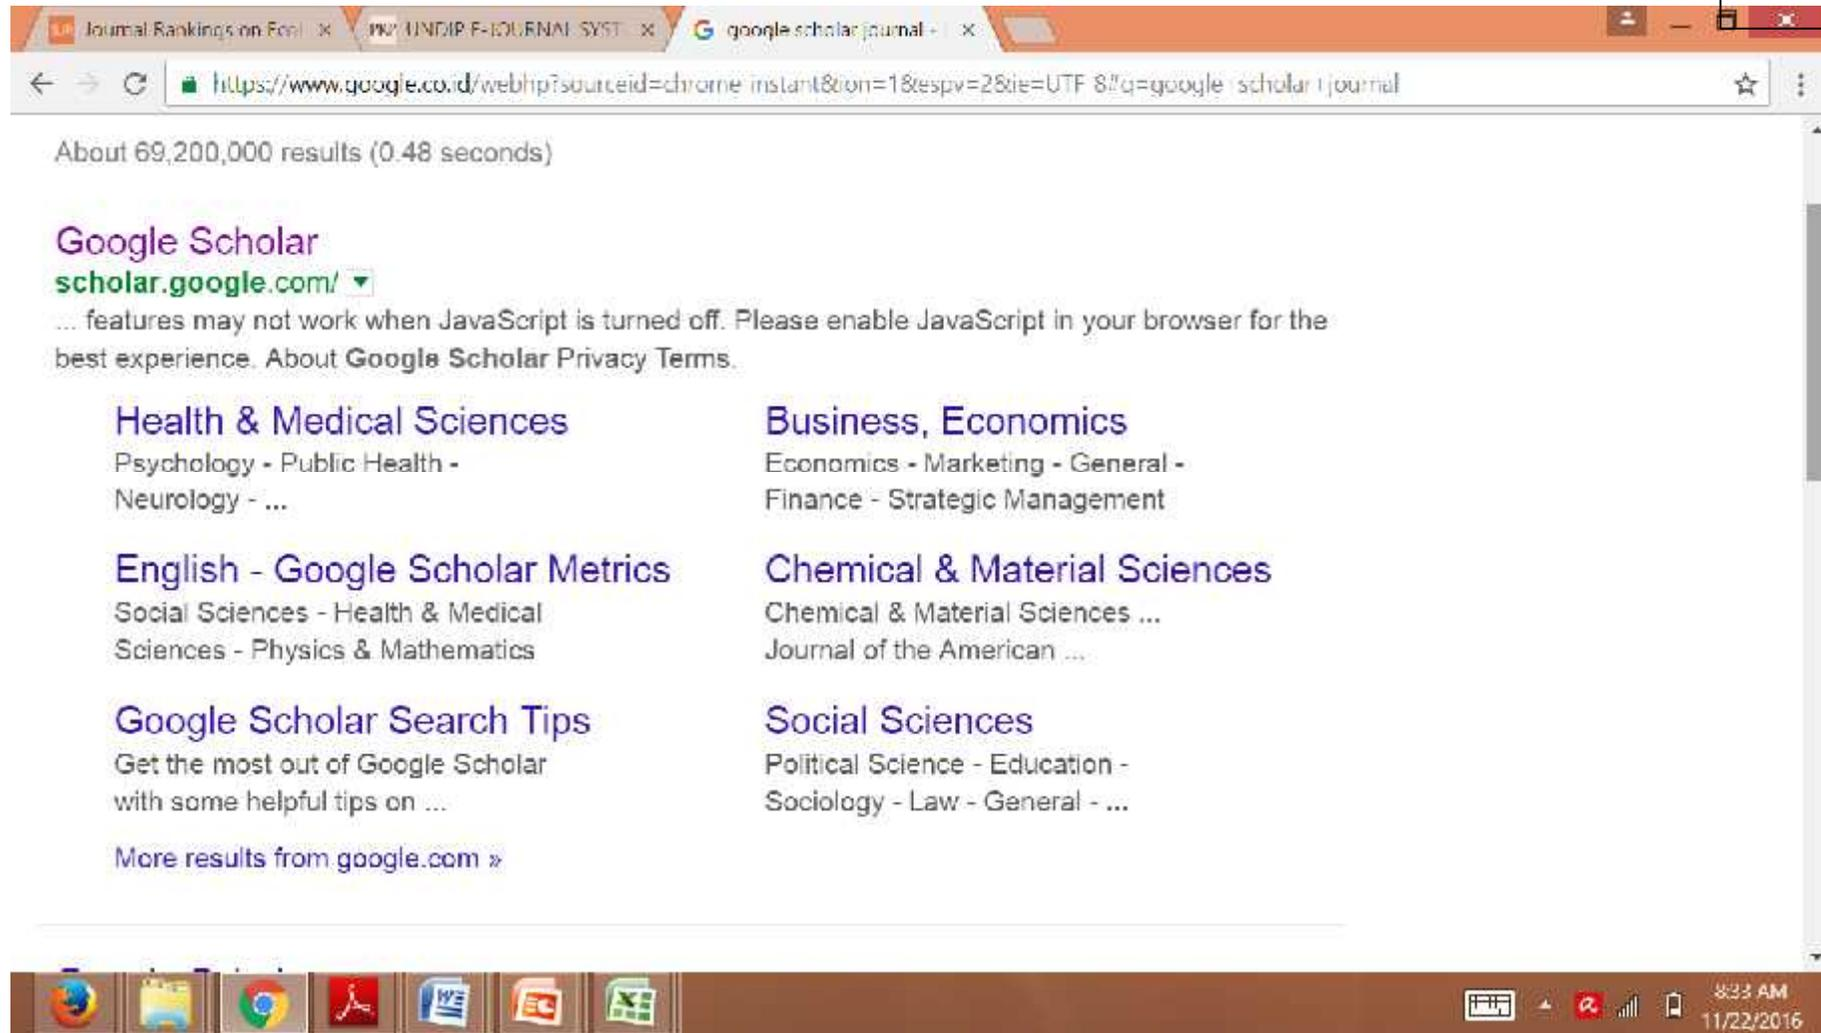 Journal Rankings on Ecol
UNDIP E-JOURNAL SYST
google scholar journal -
https://www.google.co.id/webhp?sourceid=chrome-instant&ion=1&espv=2&ie=UTF-8#q=google+scholar+journal
About 69,200,000 results (0.48 seconds)
Google Scholar
scholar.google.com/
... features may not work when JavaScript is turned off. Please enable JavaScript in your browser for the
best experience. About Google Scholar Privacy Terms.
Health & Medical Sciences
Psychology - Public Health -
Neurology - ...
Business, Economics
Economics - Marketing - General -
Finance - Strategic Management
English - Google Scholar Metrics
Social Sciences - Health & Medical
Sciences - Physics & Mathematics
Chemical & Material Sciences
Chemical & Material Sciences ...
Journal of the American ...
Google Scholar Search Tips
Get the most out of Google Scholar
with some helpful tips on ...
Social Sciences
Political Science - Education -
Sociology - Law - General - ...
More results from google.com »
8:33 AM
11/22/2016